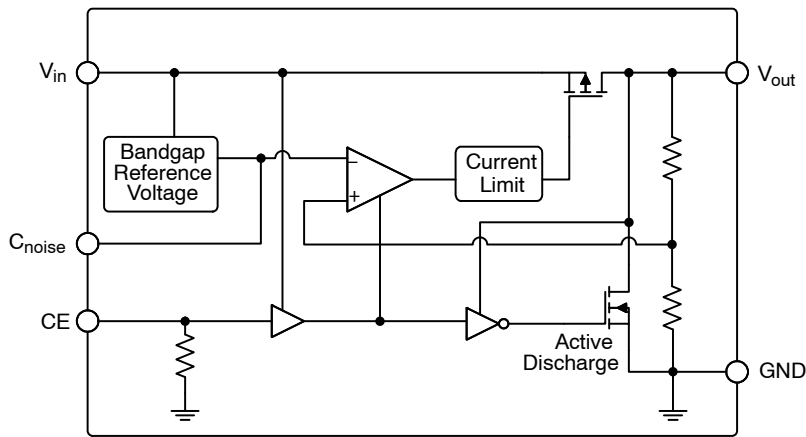 Vin
Vout
Bandgap
Reference
Voltage
−
+
Current
Limit
Cnoise
CE
Active
Discharge
GND